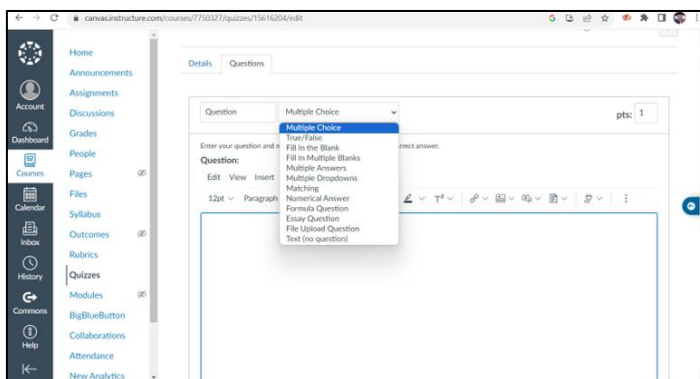 canvas.instructure.com/courses/7750327/quizzes/15616204/edit
Account
Dashboard
Courses
Calendar
Inbox
History
Commons
Help
Home
Announcements
Assignments
Discussions
Grades
People
Pages
Files
Syllabus
Outcomes
Rubrics
Quizzes
Modules
BigBlueButton
Collaborations
Attendance
New Analytics
Details Questions
Question Multiple Choice pts: 1
Multiple Choice
True/False
Fill In the Blank
Fill In Multiple Blanks
Multiple Answers
Multiple Dropdowns
Matching
Numerical Answer
Formula Question
Essay Question
File Upload Question
Text (no question)
Enter your question and rrect answer.
Question:
Edit View Insert
12pt Paragraph